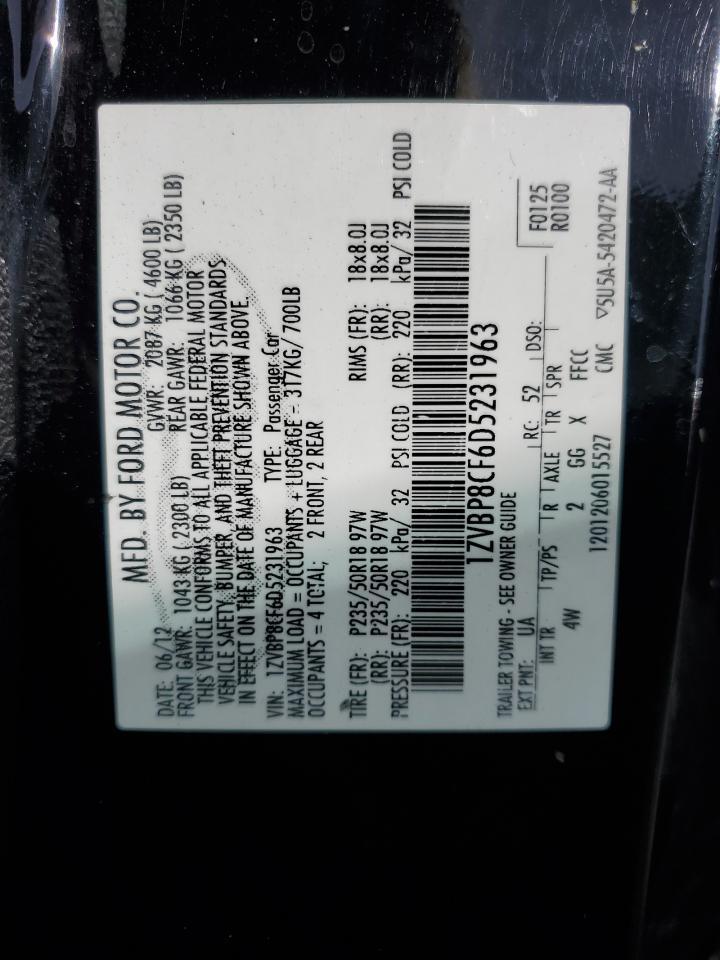 MFD. BY FORD MOTOR CO.
DATE: 06/12 GVWR: 2087 KG ( 4600 LB)
FRONT GAWR: 1043 KG ( 2300 LB) REAR GAWR: 1066 KG ( 2350 LB)
THIS VEHICLE CONFORMS TO ALL APPLICABLE FEDERAL MOTOR
VEHICLE SAFETY, BUMPER, AND THEFT PREVENTION STANDARDS
IN EFFECT ON THE DATE OF MANUFACTURE SHOWN ABOVE.
VIN: 1ZVBP8CF6D5231963 TYPE: Passenger Car
MAXIMUM LOAD = OCCUPANTS + LUGGAGE = 317KG/ 700LB
OCCUPANTS = 4 TOTAL; 2 FRONT, 2 REAR
TIRE (FR): P235/50R18 97W RIMS (FR): 18x8.0J
(RR): P235/50R18 97W (RR): 18x8.0J
PRESSURE (FR): 220 kPa/ 32 PSI COLD (RR): 220 kPa/ 32 PSI COLD
1ZVBP8CF6D5231963
TRAILER TOWING - SEE OWNER GUIDE F0125
EXT PNT: UA RC: 52 DSO: R0100
INT TR TP/PS R AXLE TR SPR
4W 2 GG X FFCC
1201206015527 CMC ▽5U5A-5420472-AA